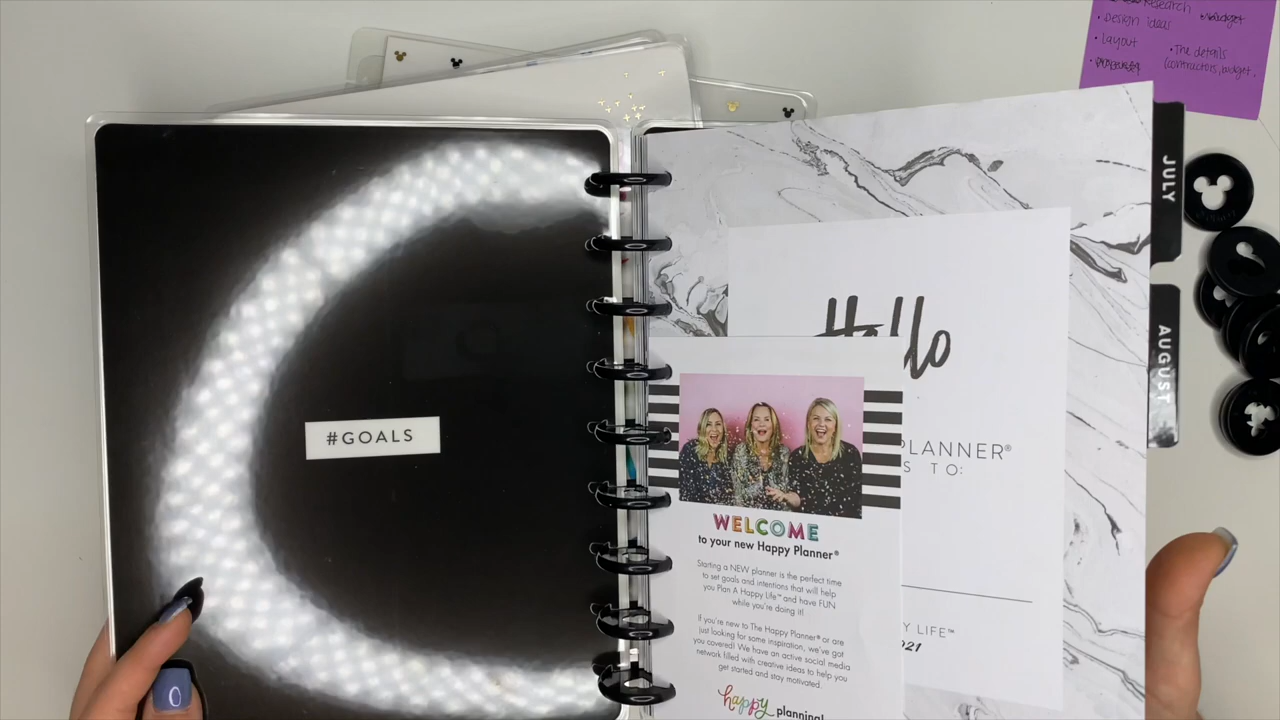 Research
• Design Ideas
• Layout
• The details
(contractors, budget,
JULY
AUGUST
#GOALS
Hello
PLANNER®
S TO:
WELCOME
to your new Happy Planner®
Starting a NEW planner is the perfect time
to set goals and intentions that will help
you Plan A Happy Life™ and have FUN
while you're doing it!
If you're new to The Happy Planner® or are
just looking for some inspiration, we've got
you covered! We have an active social media
network filled with creative ideas to help you
get started and stay motivated.
happy planning!
PY LIFE™
021